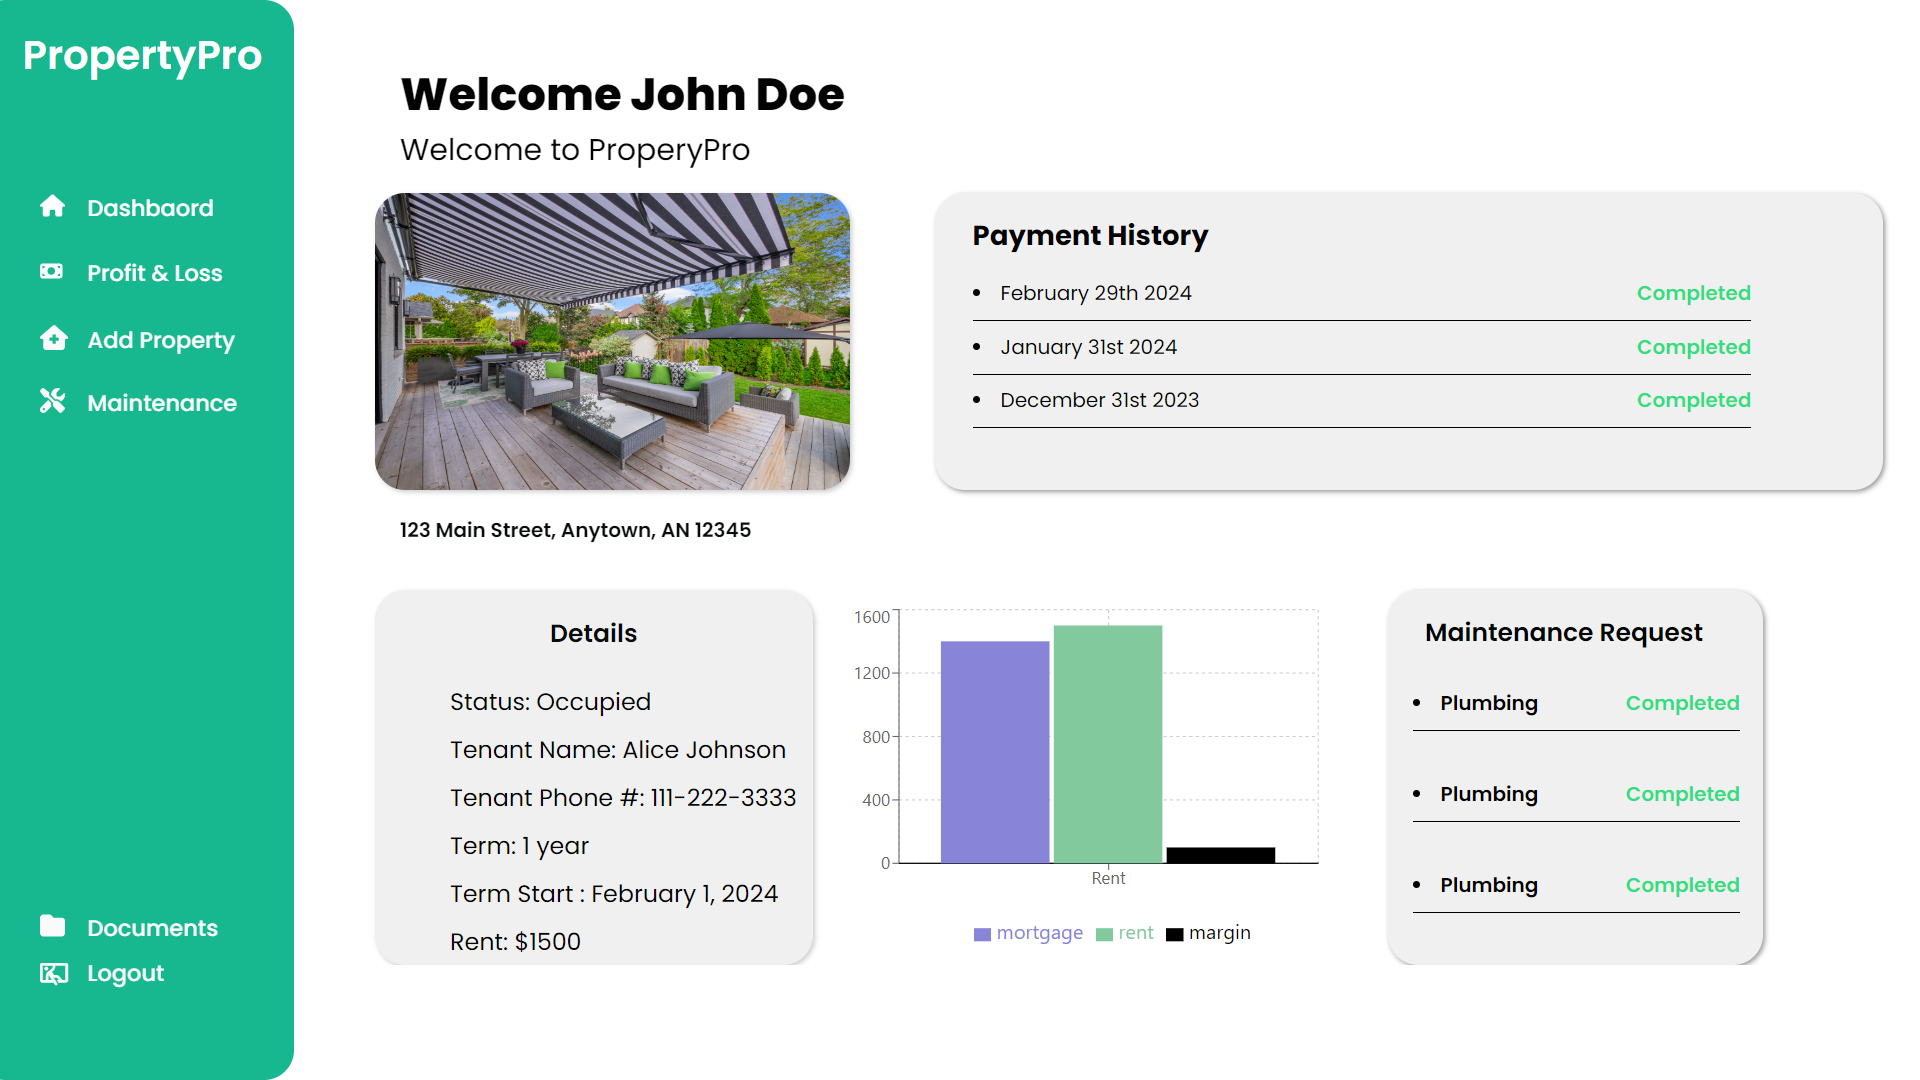 PropertyPro
Dashbaord
Profit & Loss
Add Property
Maintenance
Documents
Logout
Welcome John Doe
Welcome to ProperyPro
123 Main Street, Anytown, AN 12345
Payment History
• February 29th 2024 Completed
• January 31st 2024 Completed
• December 31st 2023 Completed
Details
Status: Occupied
Tenant Name: Alice Johnson
Tenant Phone #: 111-222-3333
Term: 1 year
Term Start : February 1, 2024
Rent: $1500
1600
1200
800
400
0
Rent
mortgage rent margin
Maintenance Request
• Plumbing Completed
• Plumbing Completed
• Plumbing Completed